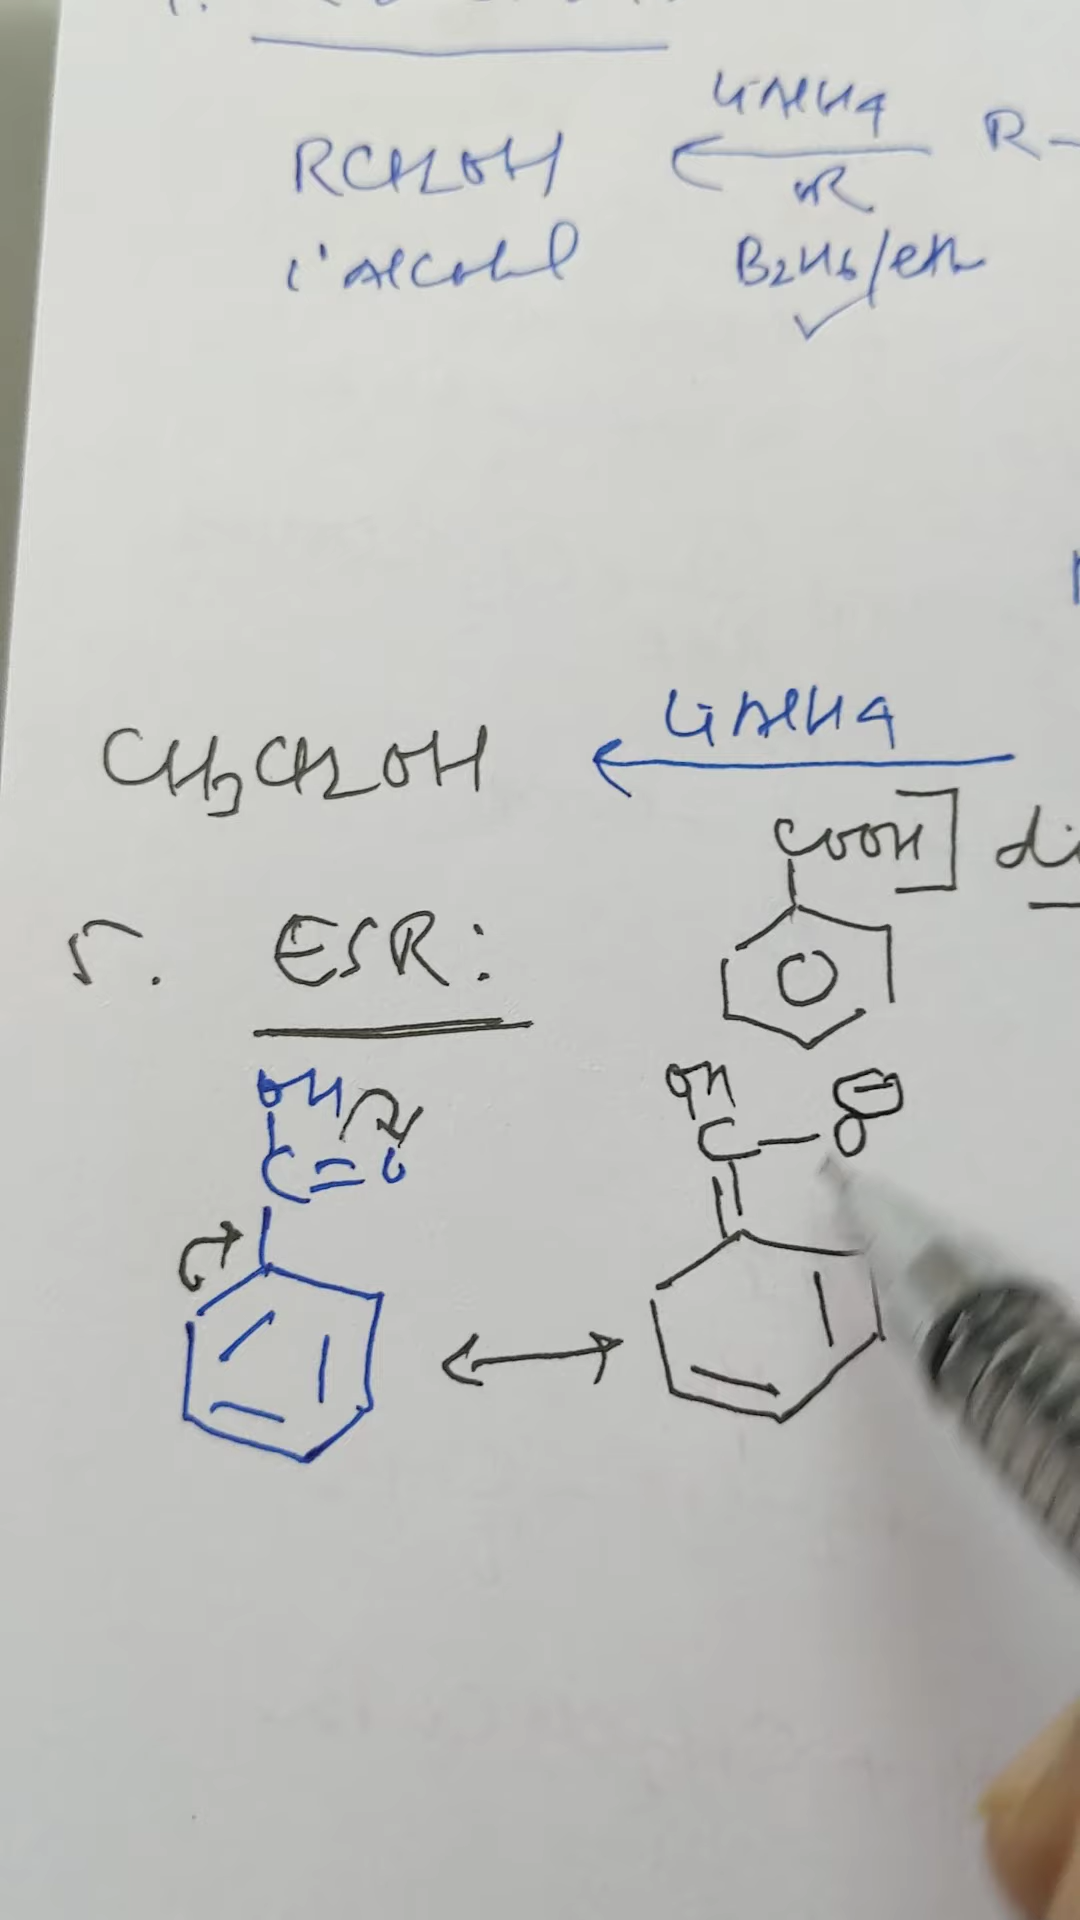 LiAlH4
RCH2OH R-
OR
1° Alcohol B2H6/eth
LiAlH4
CH3CH2OH
COOH]
5. ESR:
OH OH
C=O C-O⊖